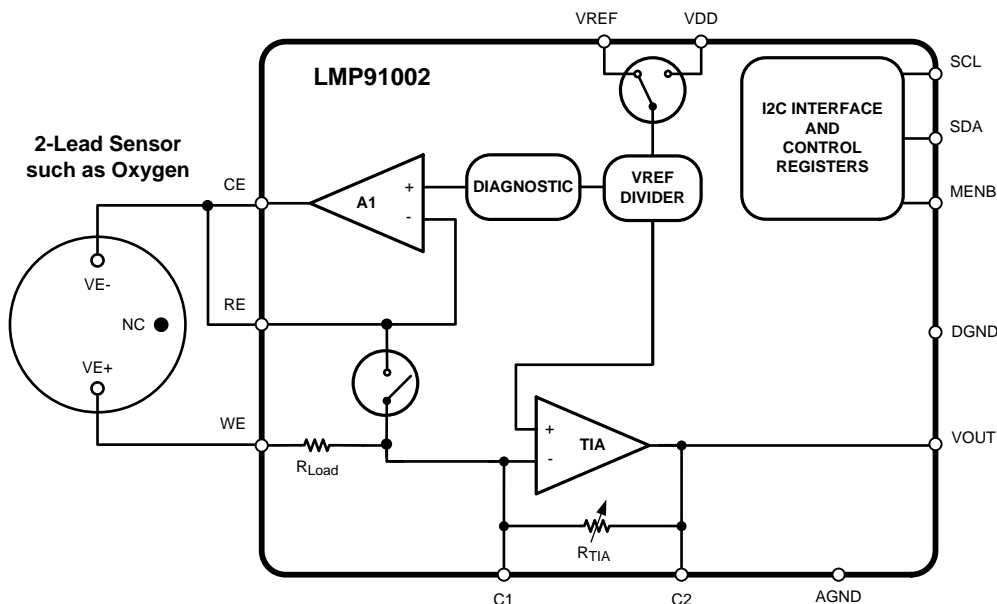 VREF
VDD
LMP91002
SCL
I2C INTERFACE
AND
CONTROL
REGISTERS
SDA
MENB
2-Lead Sensor
such as Oxygen
CE
+
A1
-
DIAGNOSTIC
VREF
DIVIDER
VE-
NC
RE
DGND
VE+
WE
RLoad
+
TIA
-
VOUT
RTIA
C1
C2
AGND